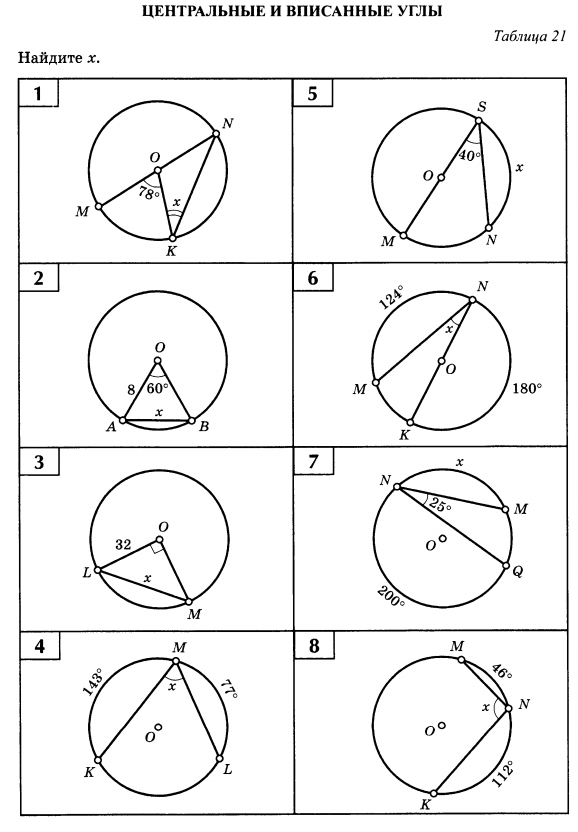 ЦЕНТРАЛЬНЫЕ И ВПИСАННЫЕ УГЛЫ
Таблица 21
Найдите x.
1
N
O
78°
x
M
K
5
S
40°
x
O
M
N
2
O
8
60°
x
A
B
6
N
124°
x
M
O
180°
K
3
O
32
L
x
M
7
x
N
M
25°
O
Q
200°
4
M
143°
x
77°
O
K
L
8
M
46°
x
N
O
112°
K